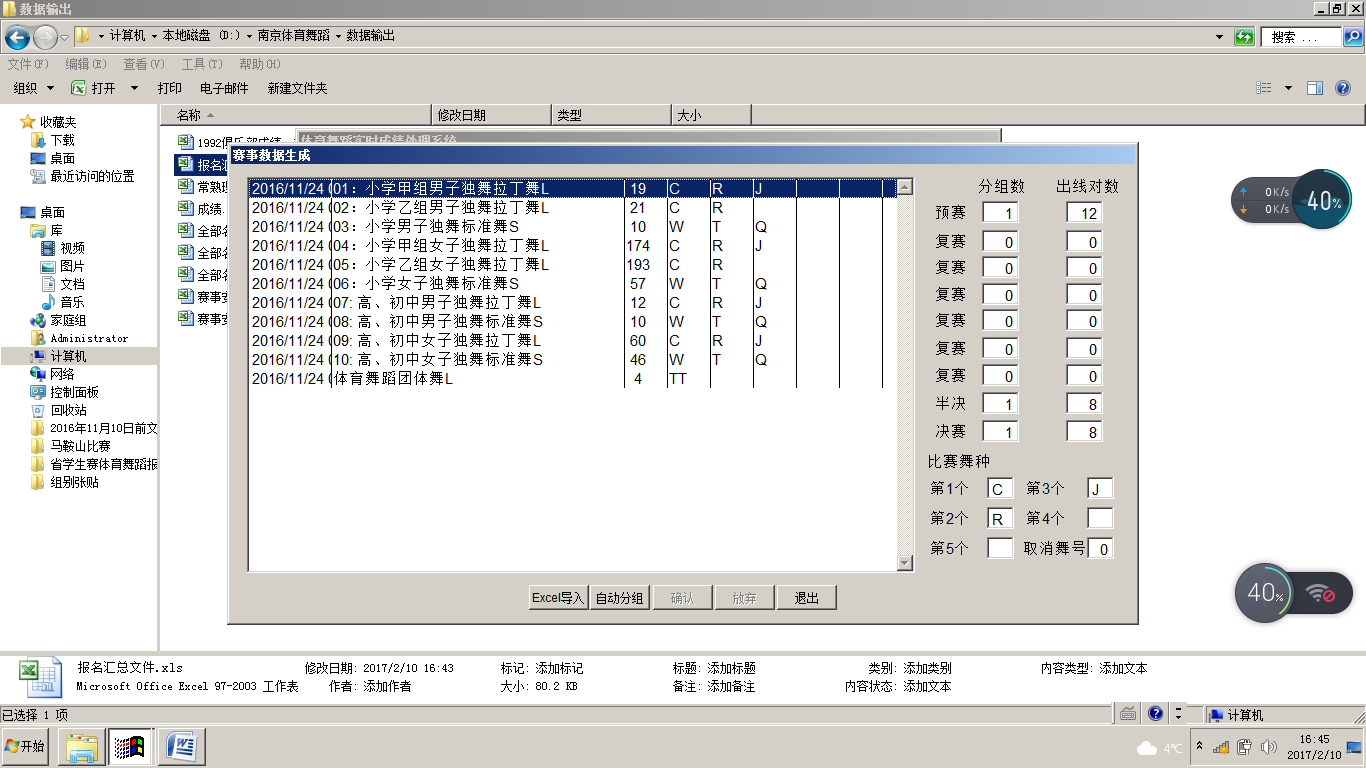 数据输出
计算机 本地磁盘 (D:) 南京体育舞蹈 数据输出
搜索 ...
文件(F) 编辑(E) 查看(V) 工具(T) 帮助(H)
组织 打开 打印 电子邮件 新建文件夹
名称 修改日期 类型 大小
收藏夹
下载
桌面
最近访问的位置
桌面
库
视频
图片
文档
音乐
家庭组
Administrator
计算机
网络
控制面板
回收站
2016年11月10日前文
马鞍山比赛
省学生赛体育舞蹈报
组别张贴
报名汇
常熟理
成绩.
全部名
全部名
全部名
赛事安
赛事安
体育舞蹈实时成绩处理系统
赛事数据生成
2016/11/24 (01：小学甲组男子独舞拉丁舞L 19 C R J
2016/11/24 (02：小学乙组男子独舞拉丁舞L 21 C R
2016/11/24 (03：小学男子独舞标准舞S 10 W T Q
2016/11/24 (04：小学甲组女子独舞拉丁舞L 174 C R J
2016/11/24 (05：小学乙组女子独舞拉丁舞L 193 C R
2016/11/24 (06：小学女子独舞标准舞S 57 W T Q
2016/11/24 (07: 高、初中男子独舞拉丁舞L 12 C R J
2016/11/24 (08: 高、初中男子独舞标准舞S 10 W T Q
2016/11/24 (09: 高、初中女子独舞拉丁舞L 60 C R J
2016/11/24 (10: 高、初中女子独舞标准舞S 46 W T Q
2016/11/24 (体育舞蹈团体舞L 4 TT
分组数 出线对数
预赛 1 12
复赛 0 0
复赛 0 0
复赛 0 0
复赛 0 0
复赛 0 0
复赛 0 0
半决 1 8
决赛 1 8
比赛舞种
第1个 C 第3个 J
第2个 R 第4个
第5个 取消舞号 0
Excel导入 自动分组 确认 放弃 退出
0K/s
0K/s
40%
40%
报名汇总文件.xls 修改日期: 2017/2/10 16:43 标记: 添加标记 标题: 添加标题 类别: 添加类别 内容类型: 添加文本
Microsoft Office Excel 97-2003 工作表 作者: 添加作者 大小: 80.2 KB 备注: 添加备注 内容状态: 添加文本
已选择 1 项 计算机
开始
4℃
16:45
2017/2/10